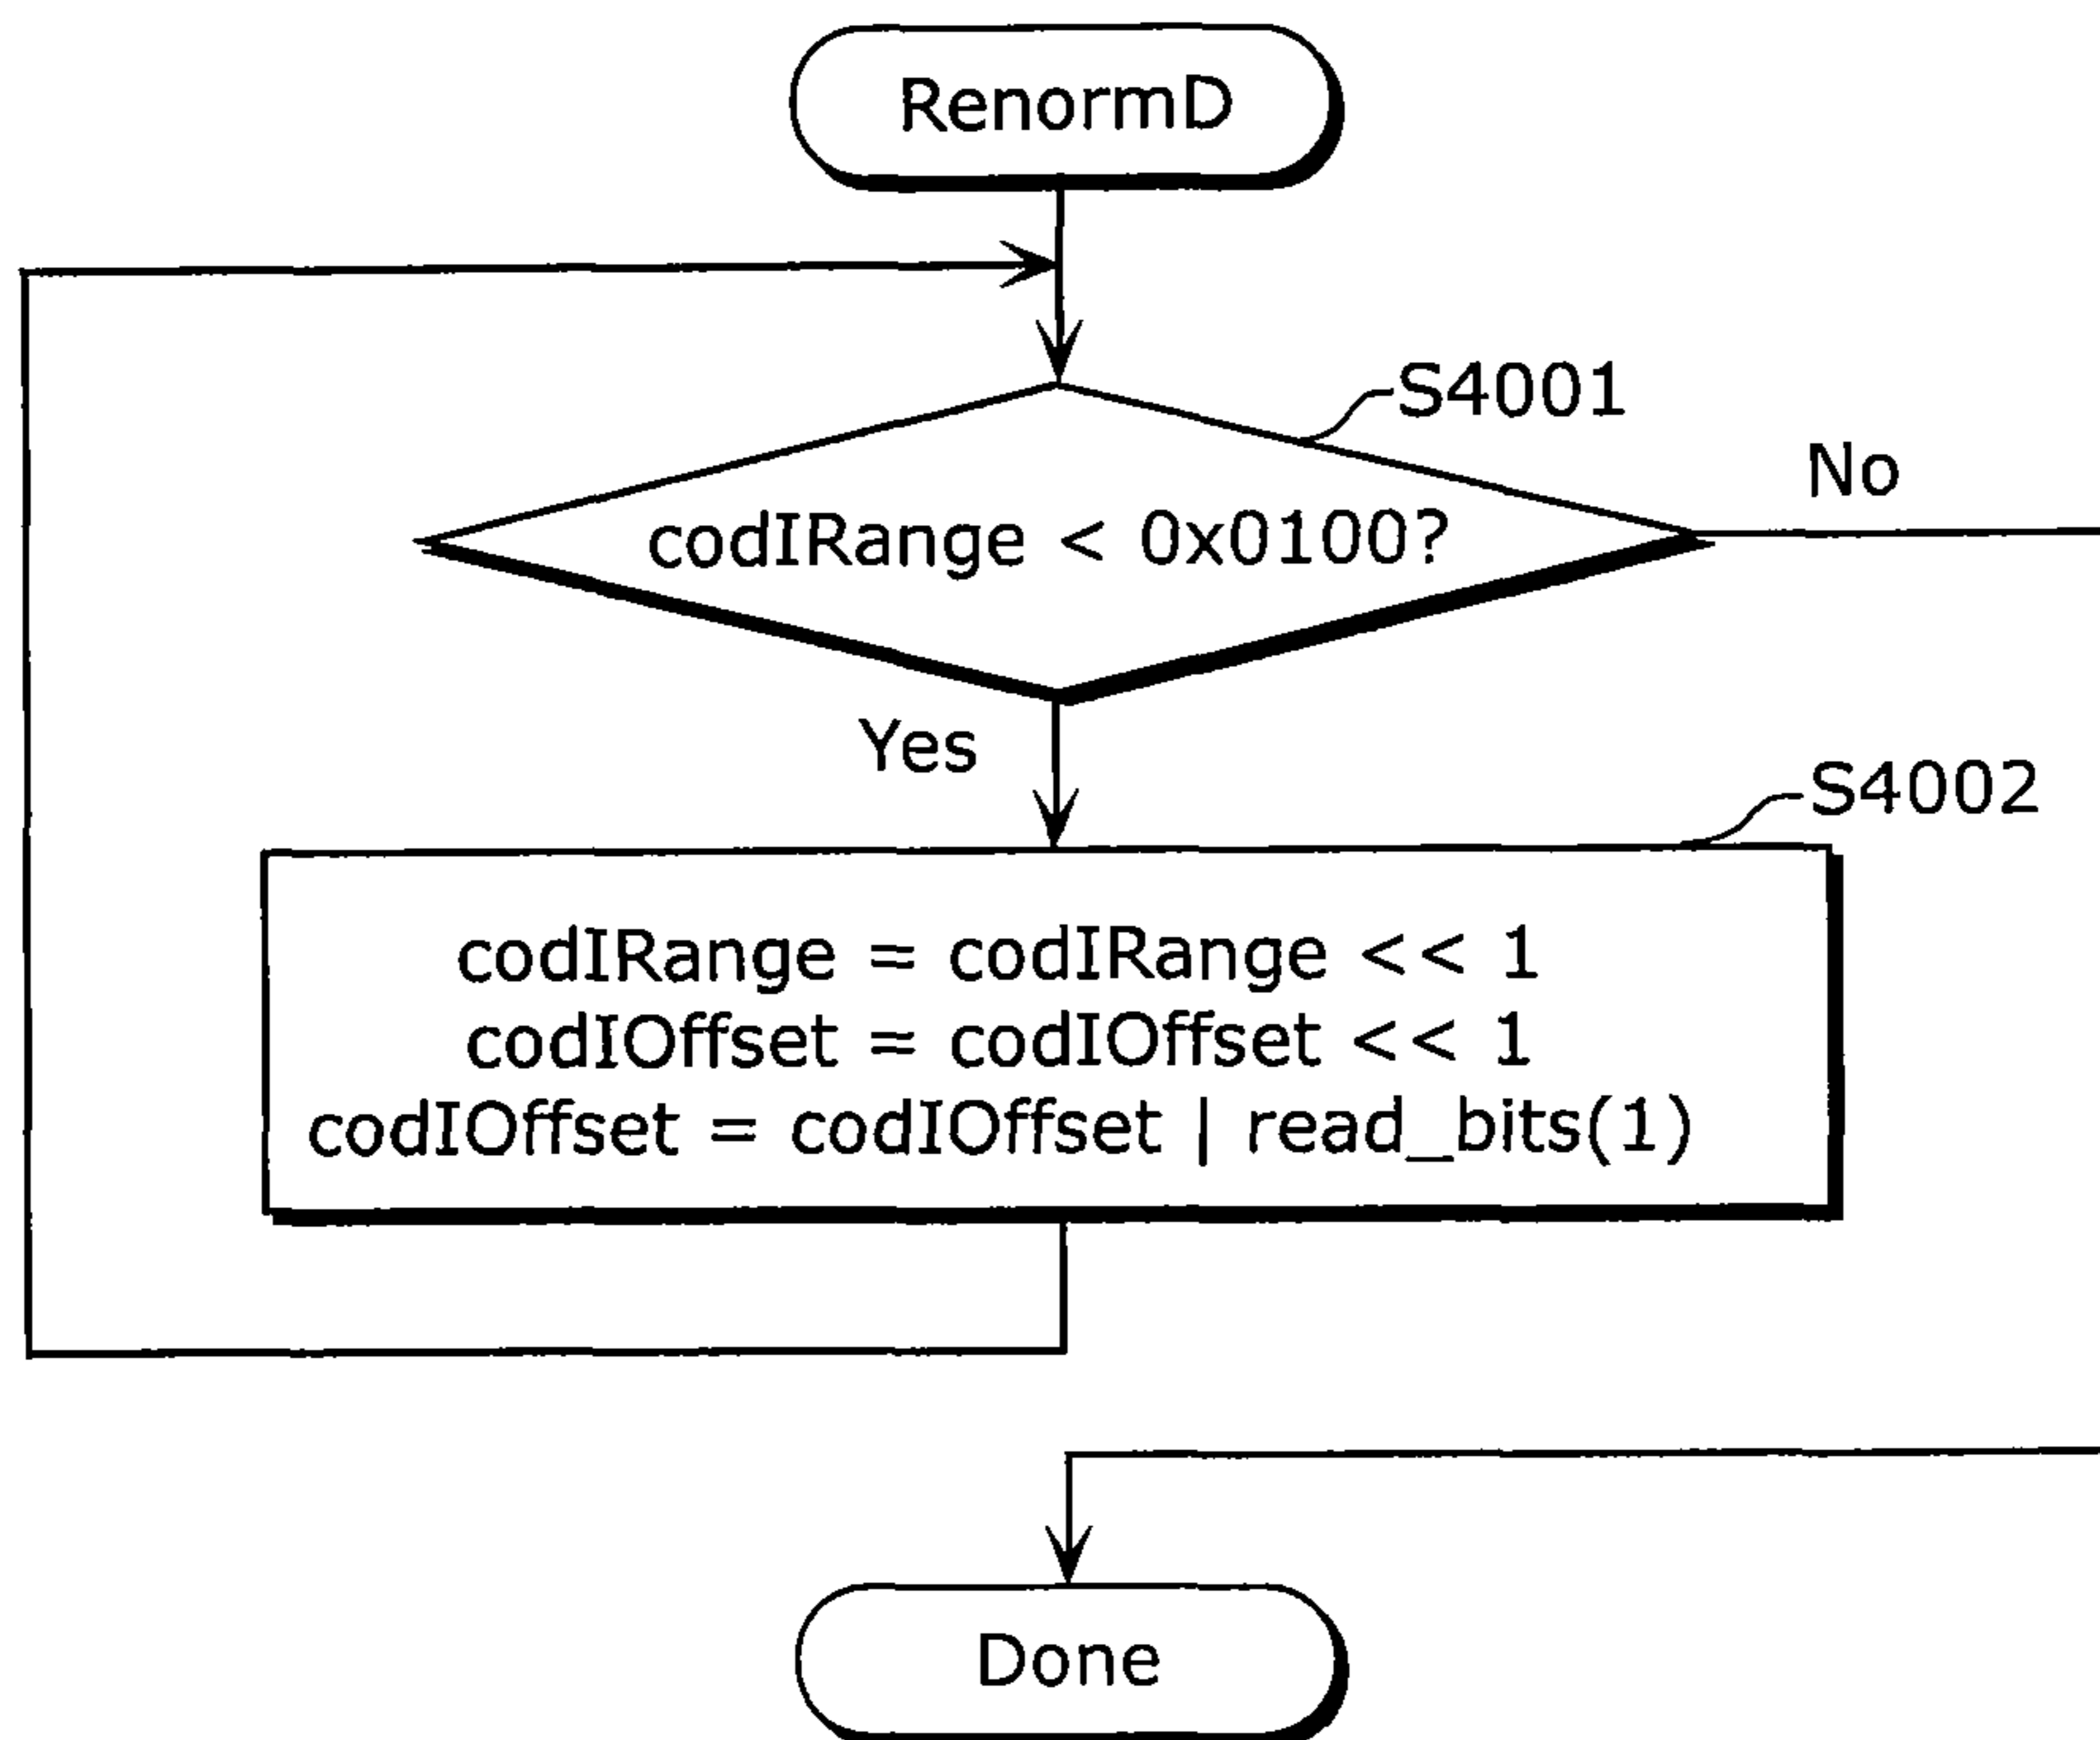 RenormD
S4001
No
codIRange < 0x0100?
Yes
S4002
codIRange = codIRange << 1
codIOffset = codIOffset << 1
codIOffset = codIOffset | read_bits(1)
Done